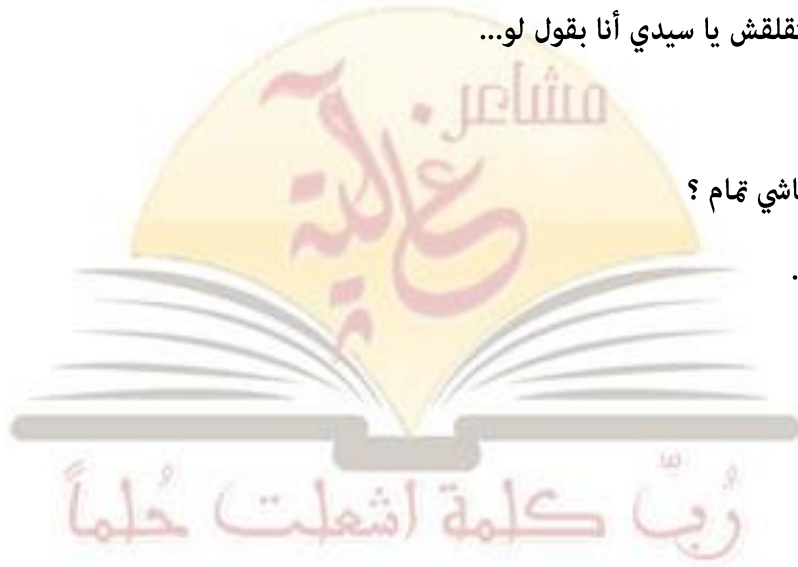 تقلقش يا سيدي أنا بقول لو...
مشاعر
غالية
اشي تمام ؟
.
رُبّ كلمة اشعلت حُلماً